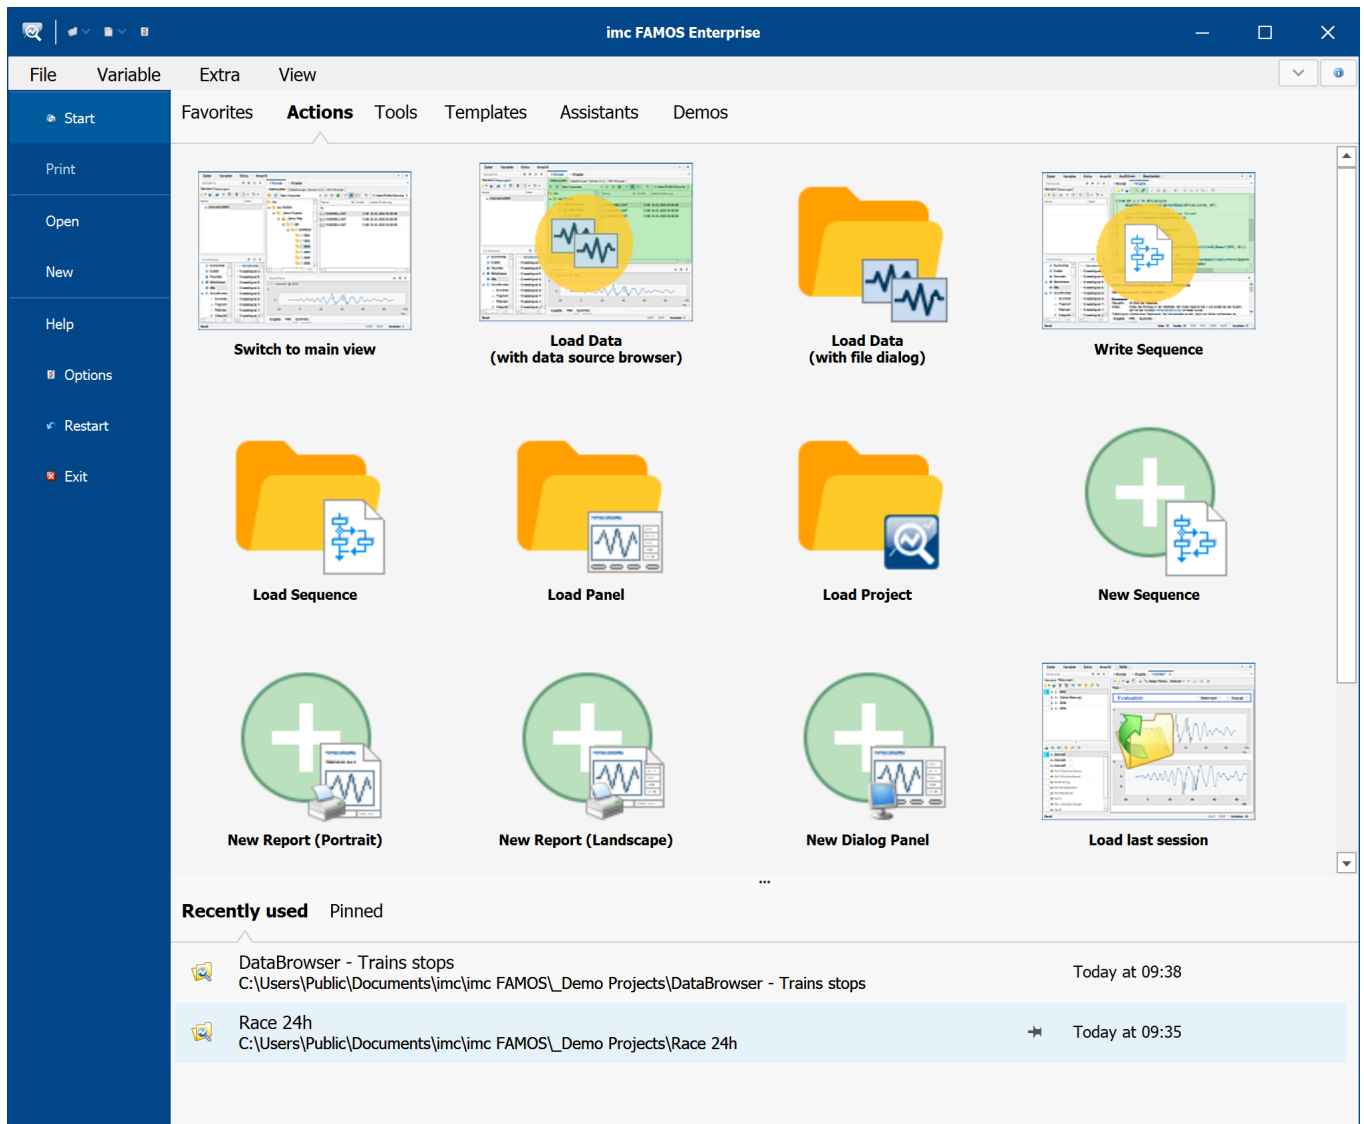 imc FAMOS Enterprise
File Variable Extra View
Start
Print
Open
New
Help
Options
Restart
Exit
Favorites Actions Tools Templates Assistants Demos
Switch to main view
Load Data
(with data source browser)
Load Data
(with file dialog)
Write Sequence
Load Sequence
Load Panel
Load Project
New Sequence
New Report (Portrait)
New Report (Landscape)
New Dialog Panel
Evaluation
Load last session
Recently used Pinned
DataBrowser - Trains stops
C:\Users\Public\Documents\imc\imc FAMOS\_Demo Projects\DataBrowser - Trains stops
Today at 09:38
Race 24h
C:\Users\Public\Documents\imc\imc FAMOS\_Demo Projects\Race 24h
Today at 09:35